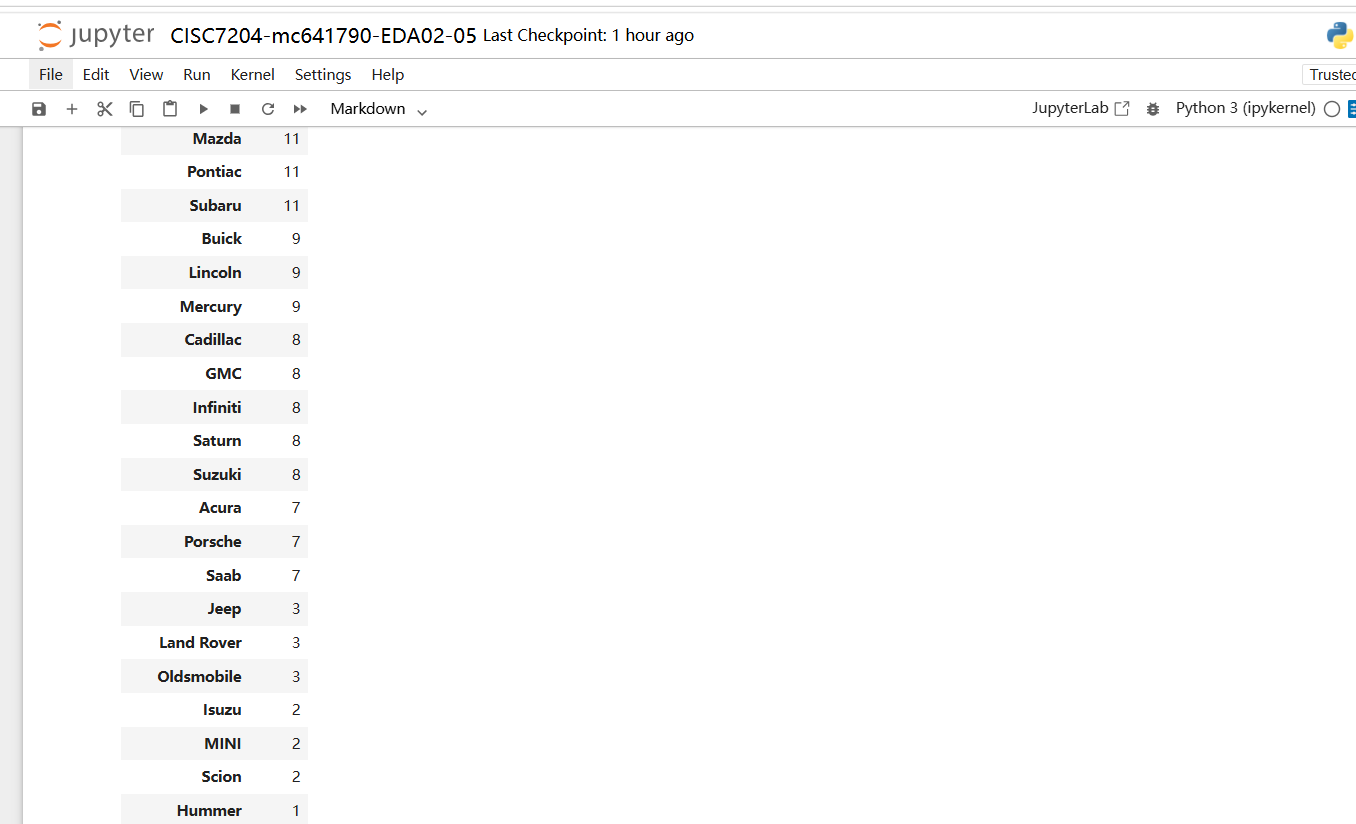 jupyter CISC7204-mc641790-EDA02-05 Last Checkpoint: 1 hour ago
File Edit View Run Kernel Settings Help Trusted
Markdown JupyterLab Python 3 (ipykernel)
Mazda 11
Pontiac 11
Subaru 11
Buick 9
Lincoln 9
Mercury 9
Cadillac 8
GMC 8
Infiniti 8
Saturn 8
Suzuki 8
Acura 7
Porsche 7
Saab 7
Jeep 3
Land Rover 3
Oldsmobile 3
Isuzu 2
MINI 2
Scion 2
Hummer 1